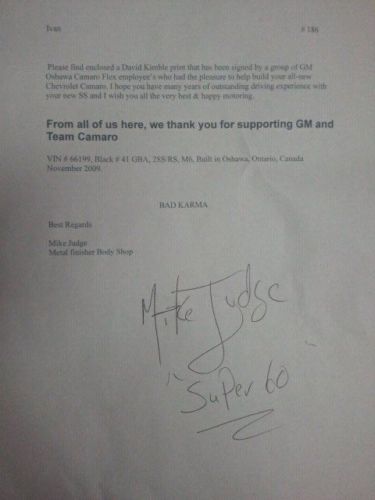 Ivan # 186
Please find enclosed a David Kimble print that has been signed by a group of GM
Oshawa Camaro Flex employee's who had the pleasure to help build your all-new
Chevrolet Camaro. I hope you have many years of outstanding driving experience with
your new SS and I wish you all the very best & happy motoring.
From all of us here, we thank you for supporting GM and
Team Camaro
VIN # 66199, Black # 41 GBA, 2SS/RS, M6, Built in Oshawa, Ontario, Canada
November 2009.
BAD KARMA
Best Regards
Mike Judge
Metal finisher Body Shop
Mike Judge
"Super 60"